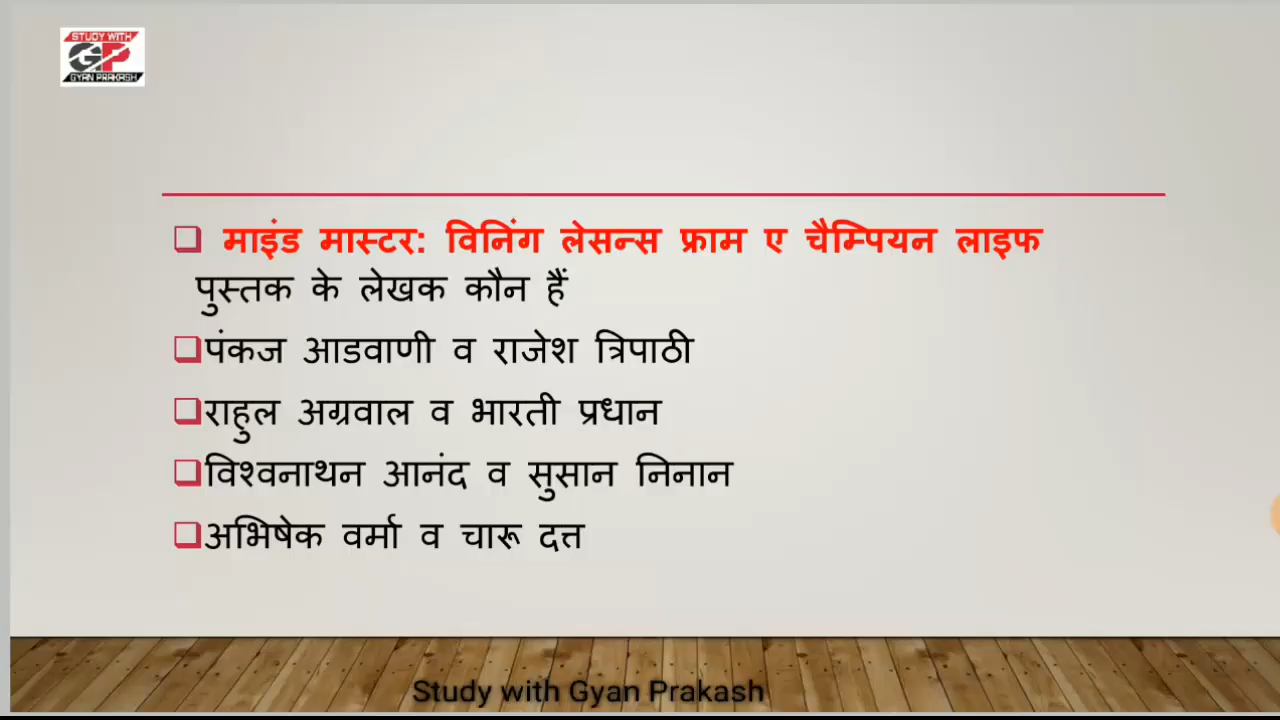 STUDY WITH
GP
GYAN PRAKASH
माइंड मास्टर: विनिंग लेसन्स फ्राम ए चैम्पियन लाइफ
पुस्तक के लेखक कौन हैं
पंकज आडवाणी व राजेश त्रिपाठी
राहुल अग्रवाल व भारती प्रधान
विश्वनाथन आनंद व सुसान निनान
अभिषेक वर्मा व चारू दत्त
Study with Gyan Prakash